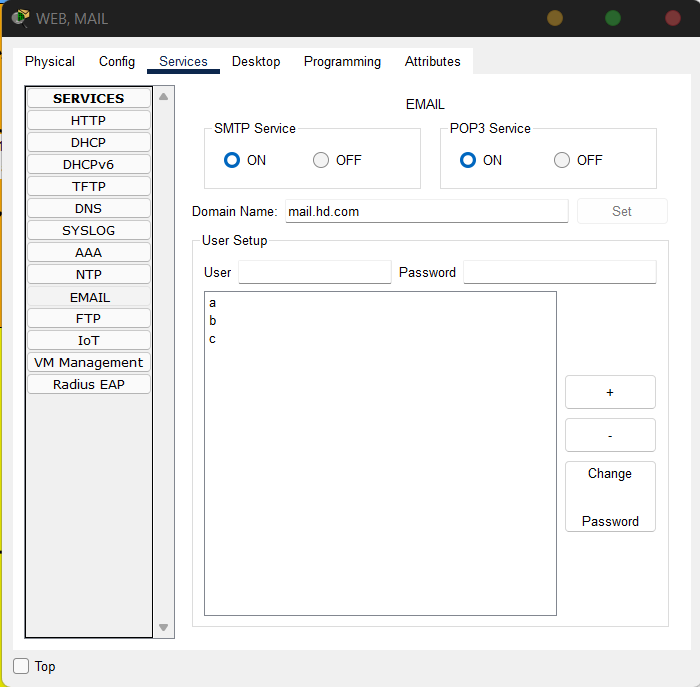 WEB, MAIL
Physical Config Services Desktop Programming Attributes
SERVICES
HTTP
DHCP
DHCPv6
TFTP
DNS
SYSLOG
AAA
NTP
EMAIL
FTP
IoT
VM Management
Radius EAP
EMAIL
SMTP Service
ON OFF
POP3 Service
ON OFF
Domain Name: mail.hd.com Set
User Setup
User Password
a
b
c
+
-
Change
Password
Top